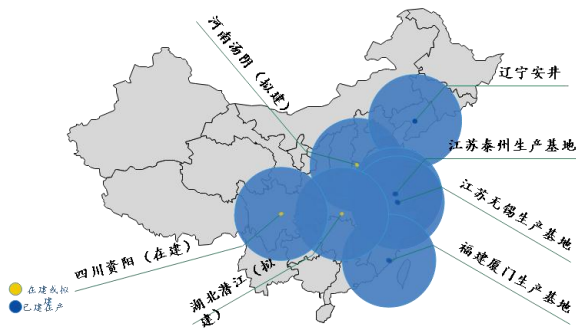 河南汤阴（拟建）
辽宁安井
江苏泰州生产基地
江苏无锡生产基地
福建厦门生产基地
四川资阳（在建）
湖北潜江（拟
建）
在建或拟
建
已建在产